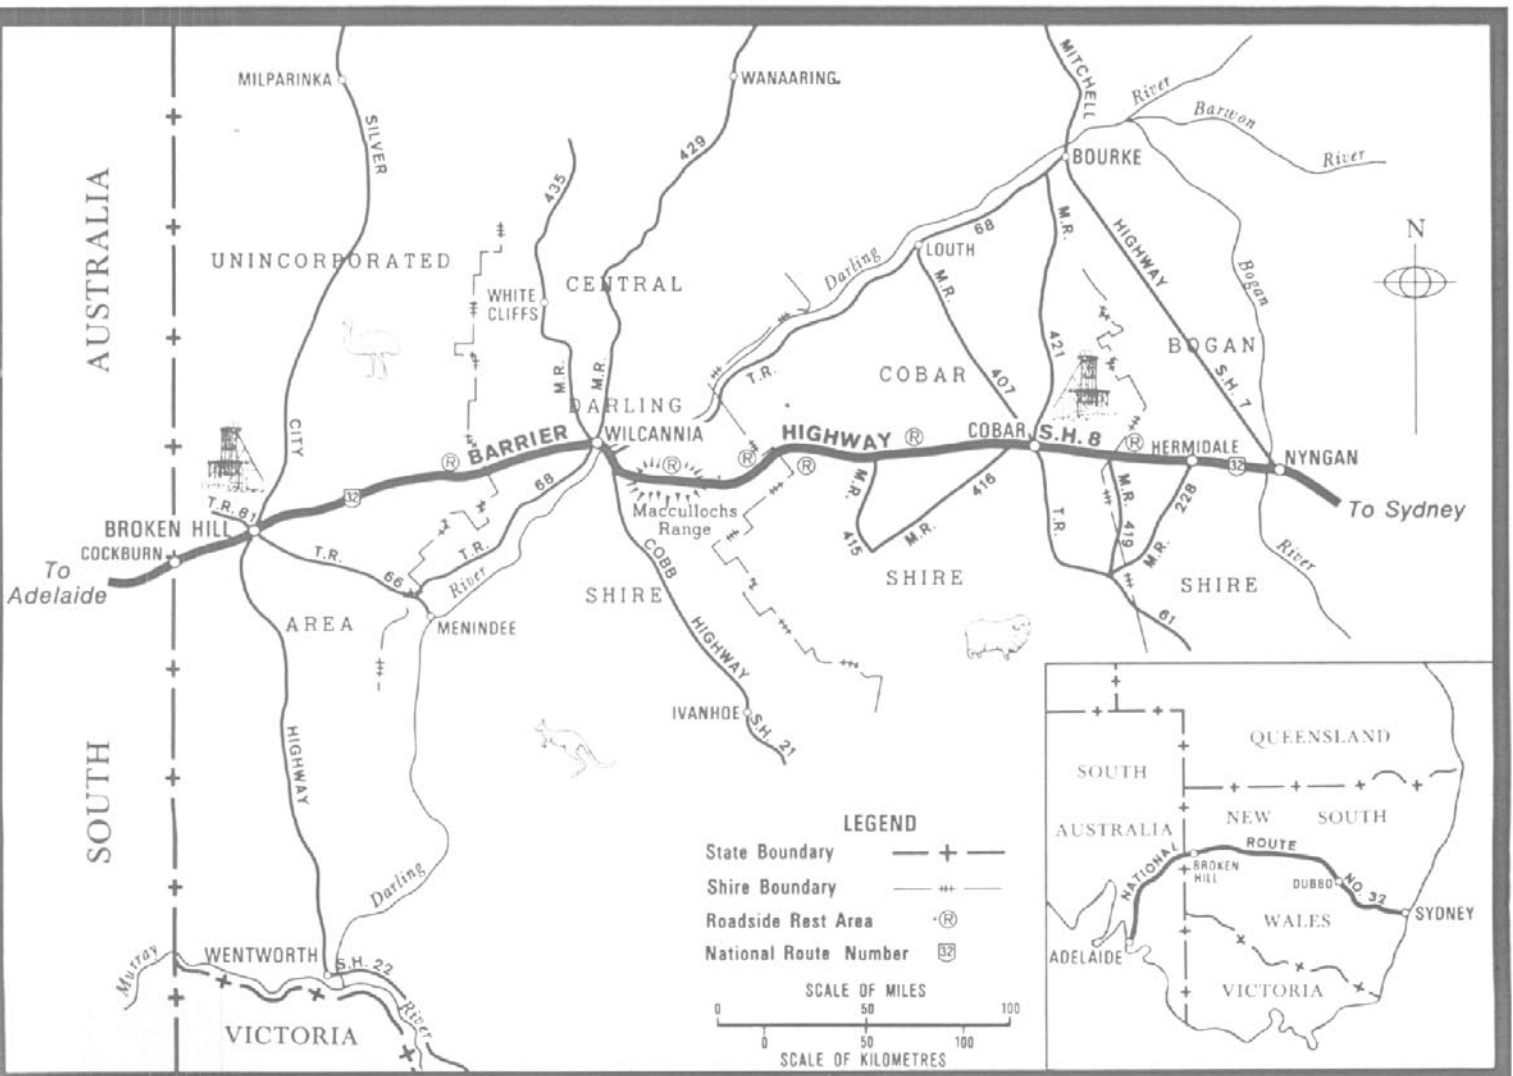 MILPARINKA
WANAARING
SILVER
MITCHELL
River
Barwon
River
BOURKE
435
429
M.R.
68
HIGHWAY
AUSTRALIA
UNINCORPORATED
CENTRAL
WHITE
CLIFFS
Darling
LOUTH
M.R.
Bogan
N
M.R.
M.R.
T.R.
407
421
COBAR
BOGAN
S.H. 7
CITY
DARLING
BARRIER
WILCANNIA
HIGHWAY
R
COBAR
S.H. 8
R
HERMIDALE
NYNGAN
R
32
R
R
R
32
T.R. 81
68
Maccullochs
Range
M.R.
416
M.R.
228
To Sydney
BROKEN HILL
COCKBURN
To
Adelaide
T.R.
66
T.R.
River
COBB
415
M.R.
T.R.
419
M.R.
River
AREA
MENINDEE
SHIRE
SHIRE
SHIRE
61
HIGHWAY
IVANHOE
S.H. 21
SOUTH
HIGHWAY
Darling
Murray
WENTWORTH
S.H. 22
River
VICTORIA
LEGEND
State Boundary
Shire Boundary
Roadside Rest Area R
National Route Number 32
SCALE OF MILES
0 50 100
0 50 100
SCALE OF KILOMETRES
QUEENSLAND
SOUTH
AUSTRALIA
NEW SOUTH
NATIONAL ROUTE NO. 32
BROKEN
HILL
DUBBO
SYDNEY
WALES
ADELAIDE
VICTORIA